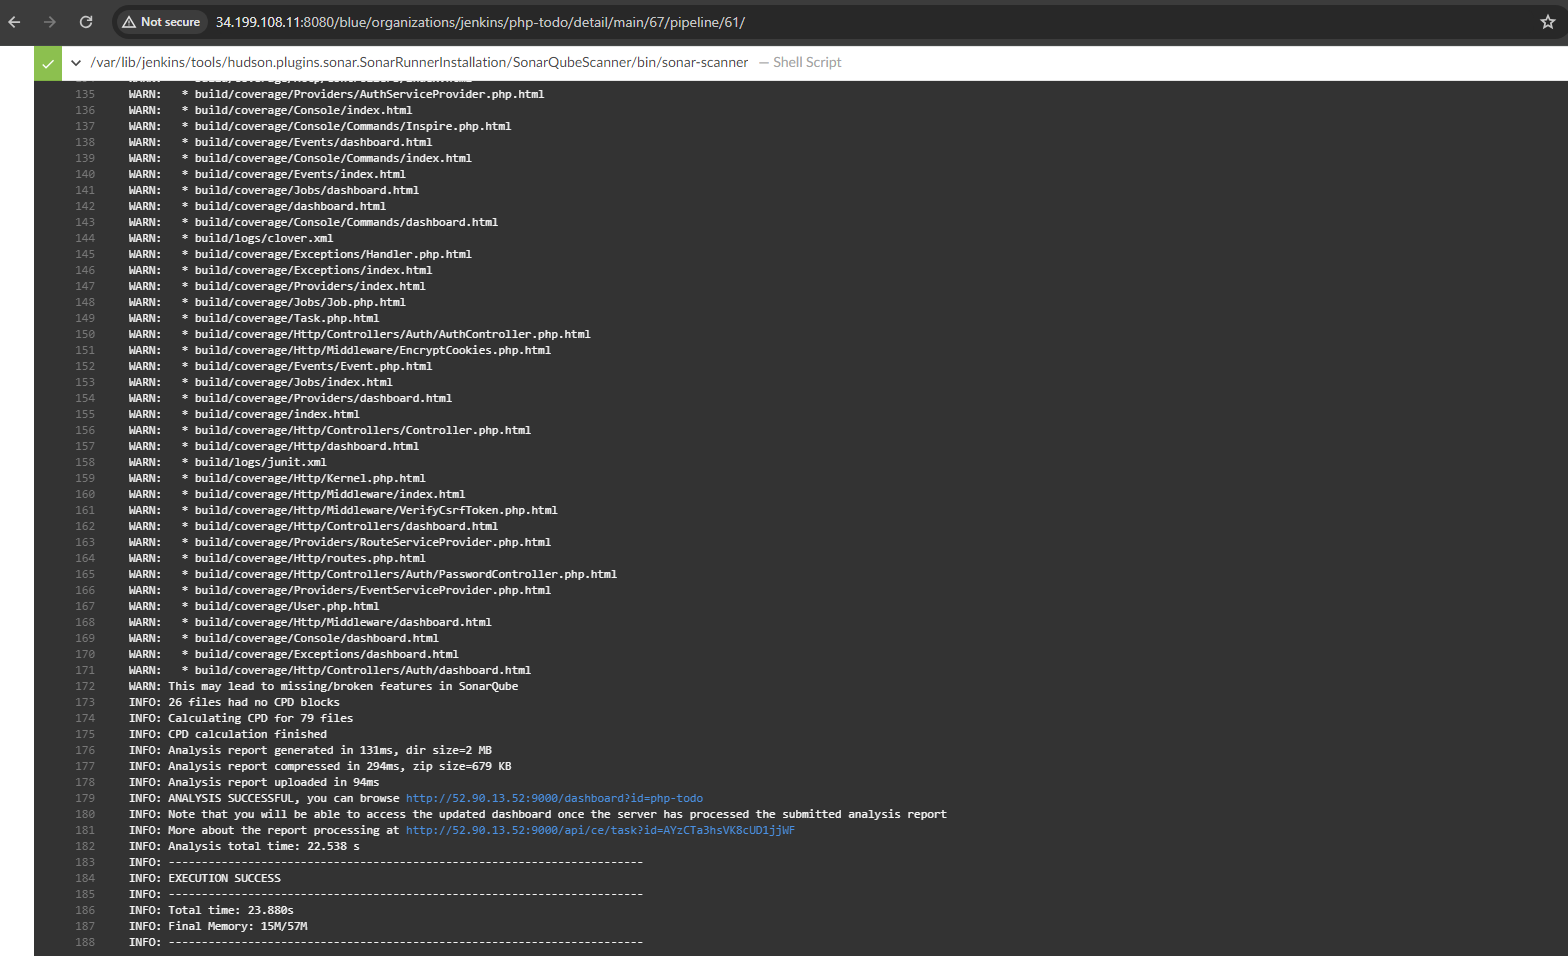 Not secure 34.199.108.11:8080/blue/organizations/jenkins/php-todo/detail/main/67/pipeline/61/
/var/lib/jenkins/tools/hudson.plugins.sonar.SonarRunnerInstallation/SonarQubeScanner/bin/sonar-scanner — Shell Script
135 WARN: * build/coverage/Providers/AuthServiceProvider.php.html
136 WARN: * build/coverage/Console/index.html
137 WARN: * build/coverage/Console/Commands/Inspire.php.html
138 WARN: * build/coverage/Events/dashboard.html
139 WARN: * build/coverage/Console/Commands/index.html
140 WARN: * build/coverage/Events/index.html
141 WARN: * build/coverage/Jobs/dashboard.html
142 WARN: * build/coverage/dashboard.html
143 WARN: * build/coverage/Console/Commands/dashboard.html
144 WARN: * build/logs/clover.xml
145 WARN: * build/coverage/Exceptions/Handler.php.html
146 WARN: * build/coverage/Exceptions/index.html
147 WARN: * build/coverage/Providers/index.html
148 WARN: * build/coverage/Jobs/Job.php.html
149 WARN: * build/coverage/Task.php.html
150 WARN: * build/coverage/Http/Controllers/Auth/AuthController.php.html
151 WARN: * build/coverage/Http/Middleware/EncryptCookies.php.html
152 WARN: * build/coverage/Events/Event.php.html
153 WARN: * build/coverage/Jobs/index.html
154 WARN: * build/coverage/Providers/dashboard.html
155 WARN: * build/coverage/index.html
156 WARN: * build/coverage/Http/Controllers/Controller.php.html
157 WARN: * build/coverage/Http/dashboard.html
158 WARN: * build/logs/junit.xml
159 WARN: * build/coverage/Http/Kernel.php.html
160 WARN: * build/coverage/Http/Middleware/index.html
161 WARN: * build/coverage/Http/Middleware/VerifyCsrfToken.php.html
162 WARN: * build/coverage/Http/Controllers/dashboard.html
163 WARN: * build/coverage/Providers/RouteServiceProvider.php.html
164 WARN: * build/coverage/Http/routes.php.html
165 WARN: * build/coverage/Http/Controllers/Auth/PasswordController.php.html
166 WARN: * build/coverage/Providers/EventServiceProvider.php.html
167 WARN: * build/coverage/User.php.html
168 WARN: * build/coverage/Http/Middleware/dashboard.html
169 WARN: * build/coverage/Console/dashboard.html
170 WARN: * build/coverage/Exceptions/dashboard.html
171 WARN: * build/coverage/Http/Controllers/Auth/dashboard.html
172 WARN: This may lead to missing/broken features in SonarQube
173 INFO: 26 files had no CPD blocks
174 INFO: Calculating CPD for 79 files
175 INFO: CPD calculation finished
176 INFO: Analysis report generated in 131ms, dir size=2 MB
177 INFO: Analysis report compressed in 294ms, zip size=679 KB
178 INFO: Analysis report uploaded in 94ms
179 INFO: ANALYSIS SUCCESSFUL, you can browse http://52.90.13.52:9000/dashboard?id=php-todo
180 INFO: Note that you will be able to access the updated dashboard once the server has processed the submitted analysis report
181 INFO: More about the report processing at http://52.90.13.52:9000/api/ce/task?id=AYzCTa3hsVK8cUD1jjWF
182 INFO: Analysis total time: 22.538 s
183 INFO: ------------------------------------------------------------------------
184 INFO: EXECUTION SUCCESS
185 INFO: ------------------------------------------------------------------------
186 INFO: Total time: 23.880s
187 INFO: Final Memory: 15M/57M
188 INFO: ------------------------------------------------------------------------